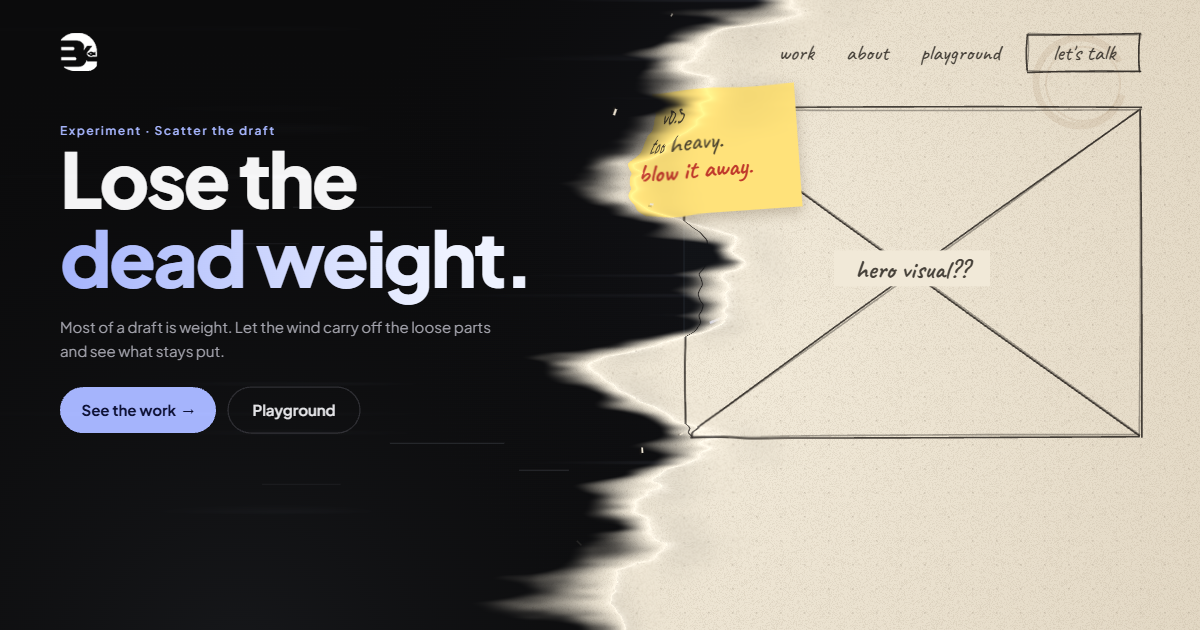 work about playground let's talk
Experiment · Scatter the draft
Lose the
dead weight.
Most of a draft is weight. Let the wind carry off the loose parts
and see what stays put.
See the work → Playground
v0.5
too heavy.
blow it away.
hero visual??